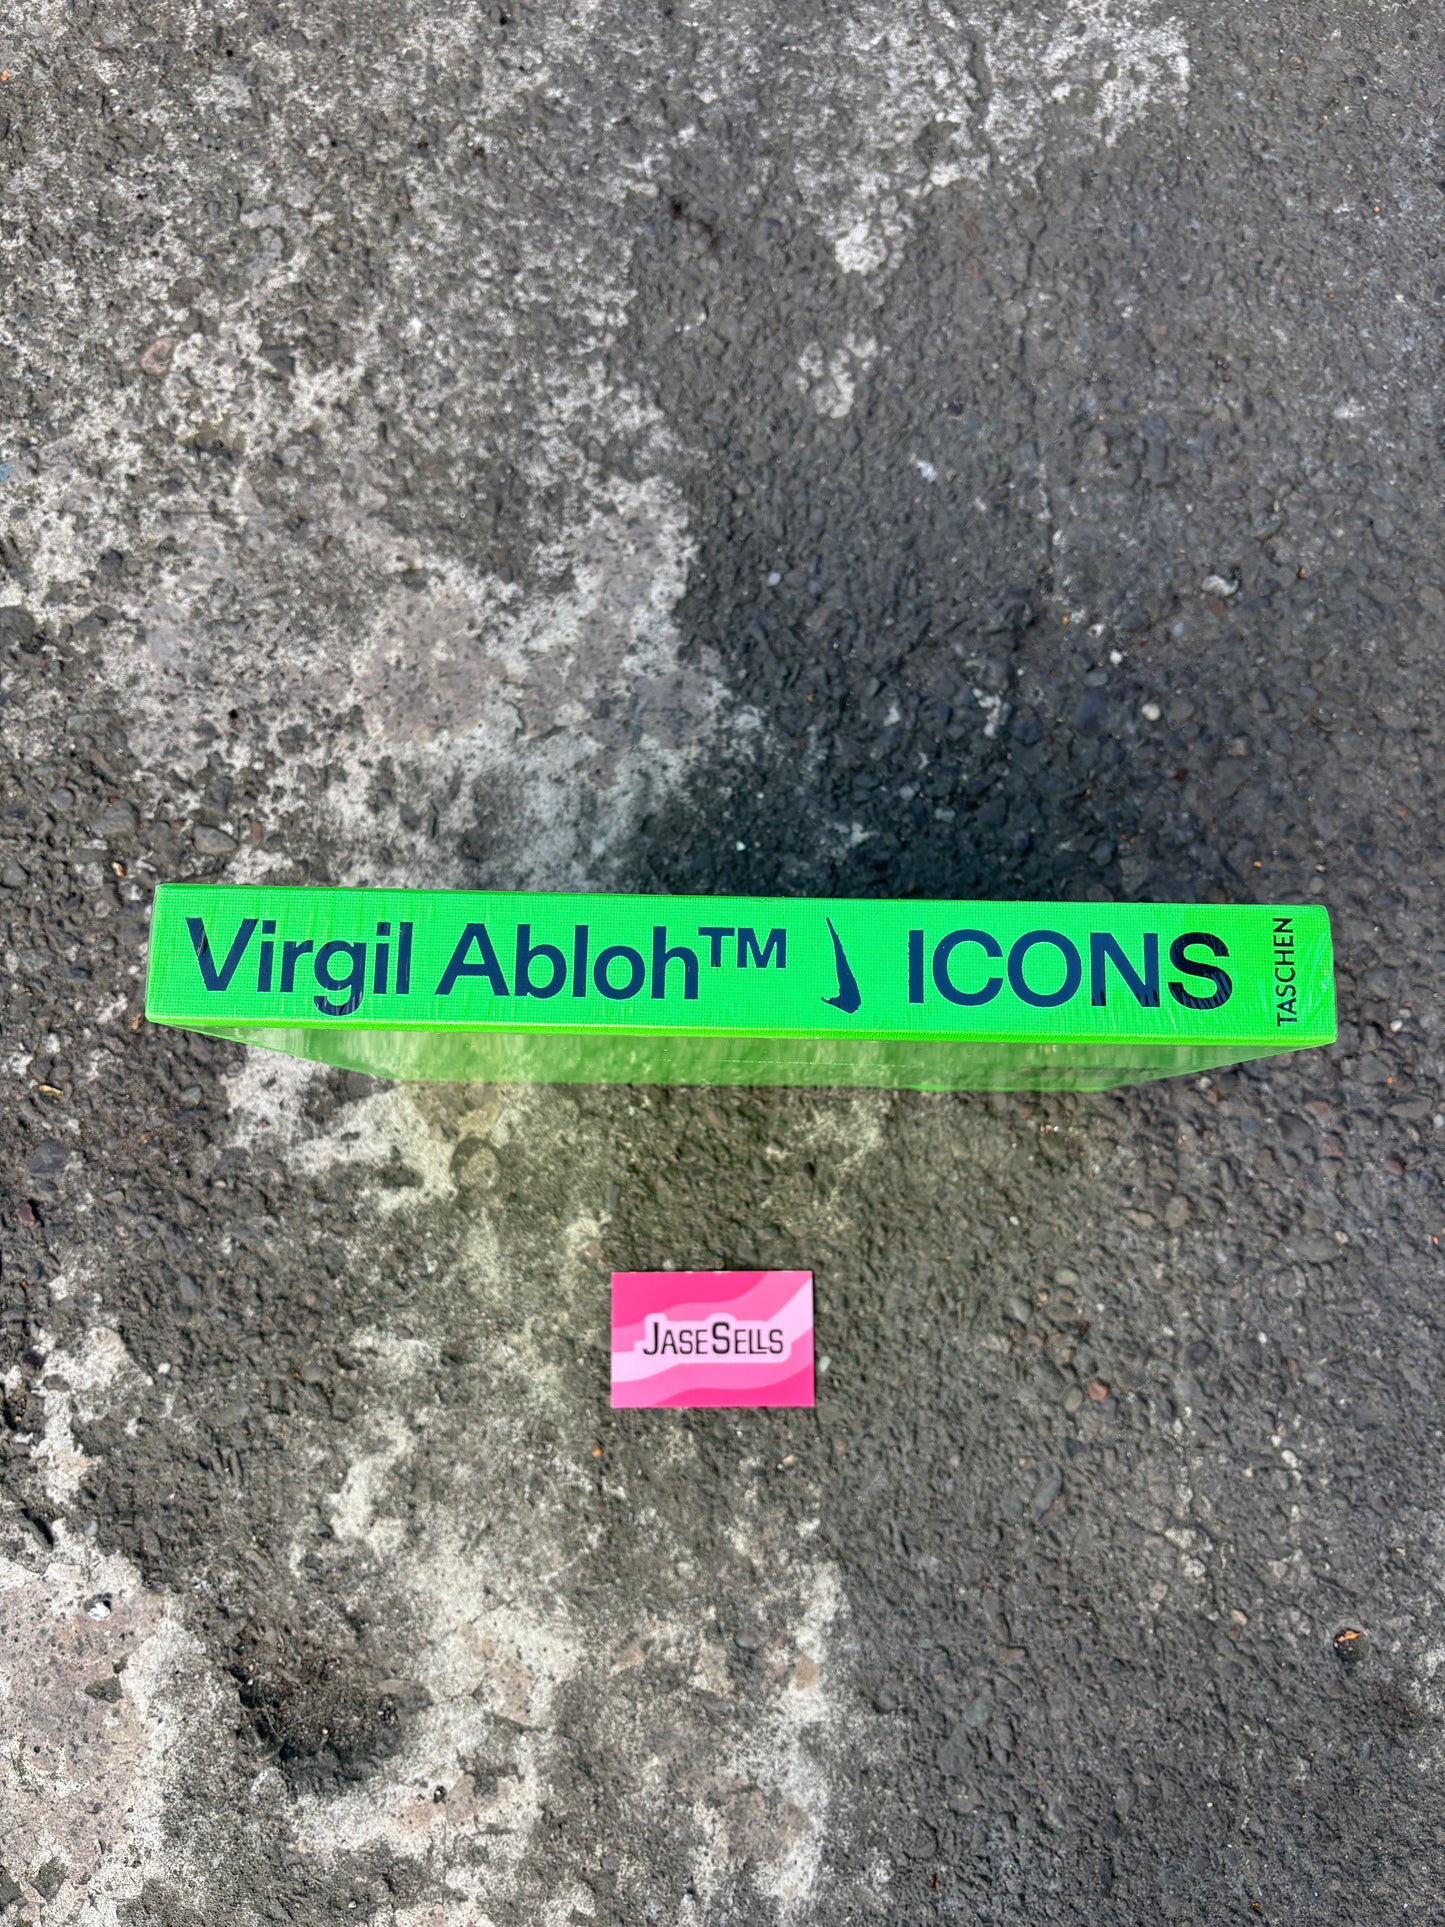 Virgil Abloh™ ICONS
TASCHEN
JASESELLS